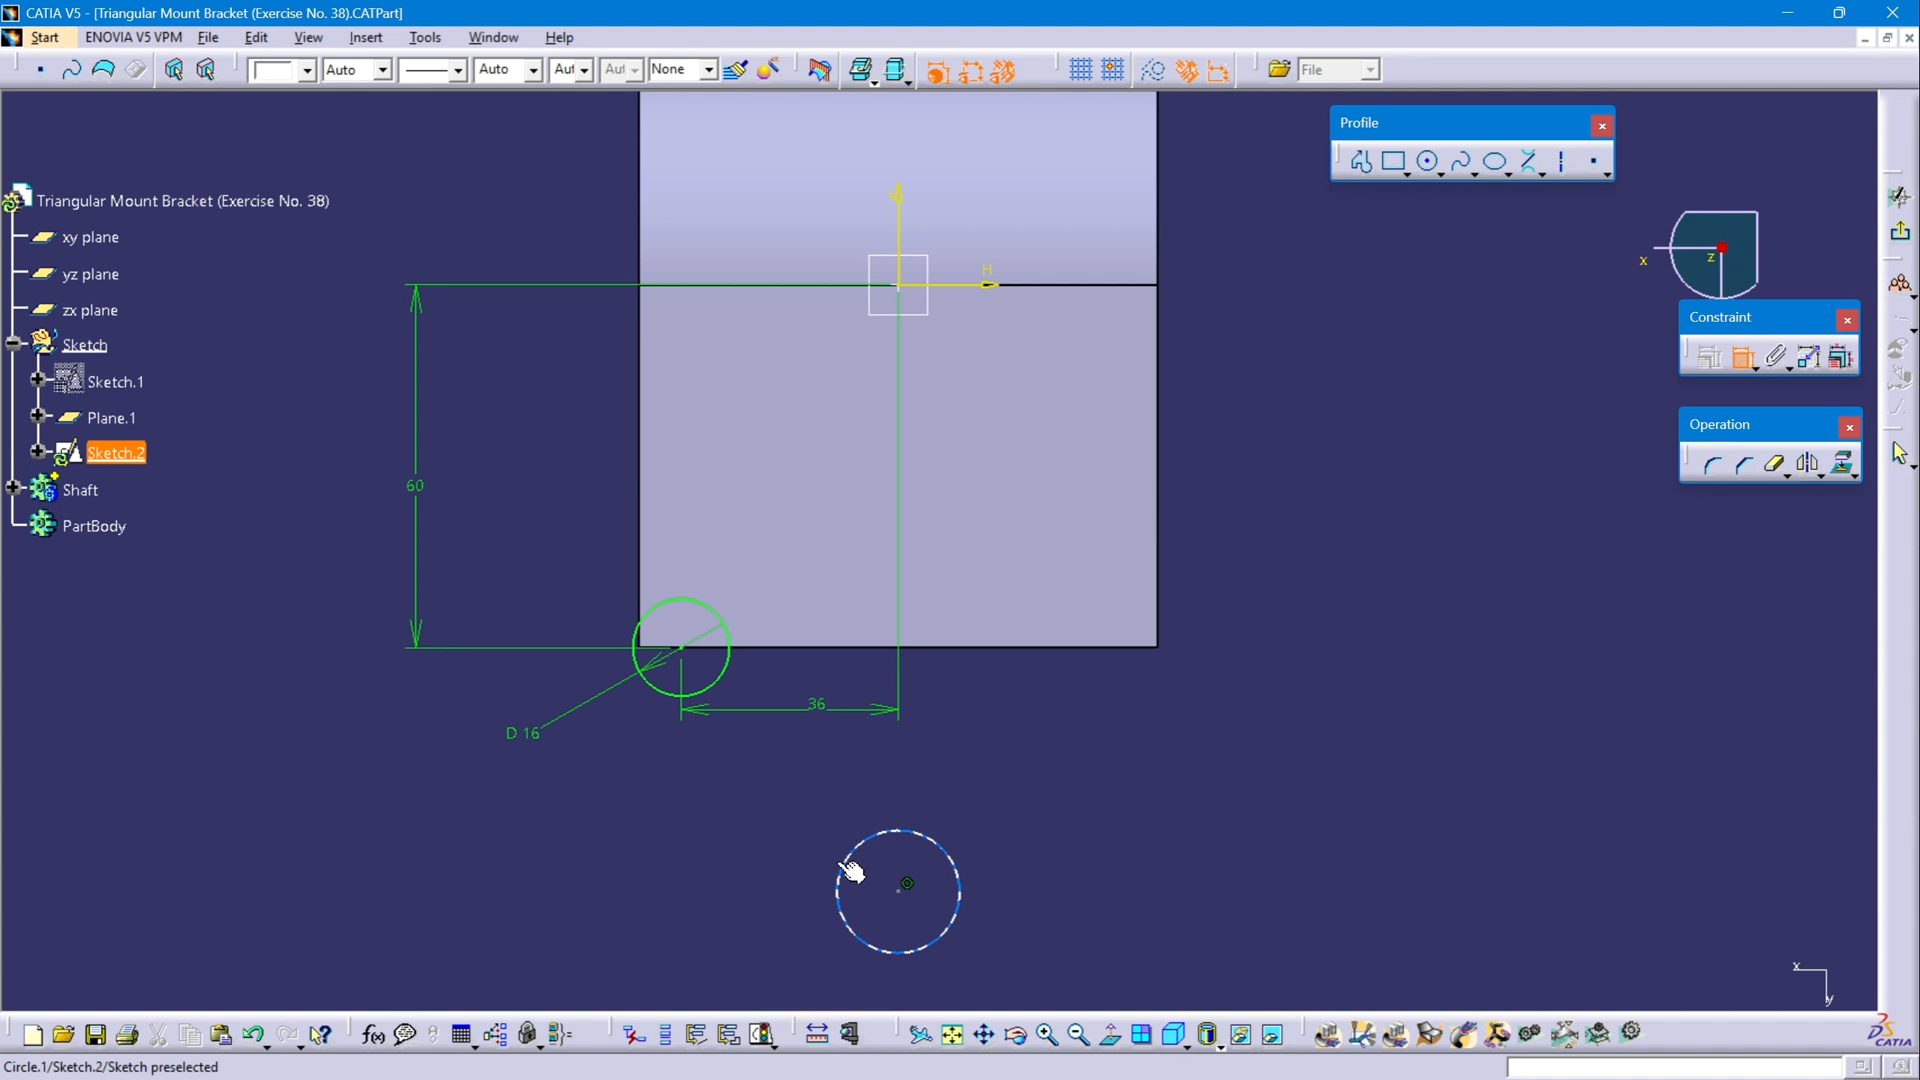 CATIA V5 - [Triangular Mount Bracket (Exercise No. 38).CATPart]
Start ENOVIA V5 VPM File Edit View Insert Tools Window Help
Auto Auto Aut Aut None File
Profile
Triangular Mount Bracket (Exercise No. 38)
xy plane
yz plane
zx plane
Sketch
Sketch.1
Plane.1
Sketch.2
Shaft
PartBody
V
H
60
36
D 16
x
z
Constraint
Operation
x
y
f(x)
CATIA
Circle.1/Sketch.2/Sketch preselected